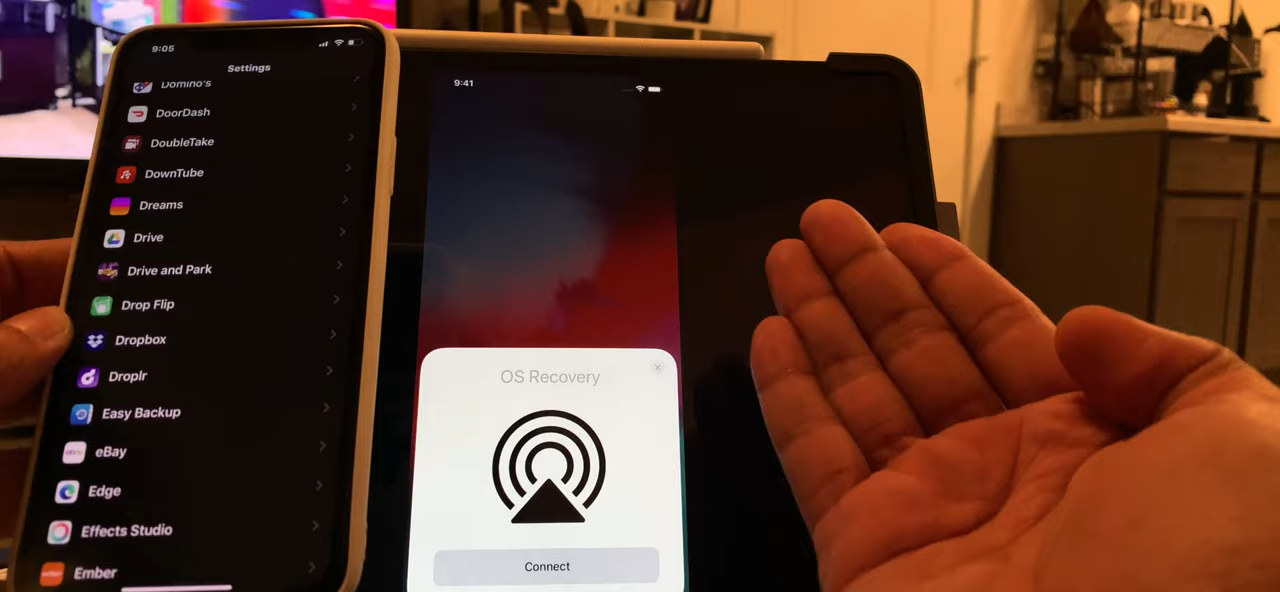 9:05
Settings
Domino's
DoorDash
DoubleTake
DownTube
Dreams
Drive
Drive and Park
Drop Flip
Dropbox
Droplr
Easy Backup
eBay
Edge
Effects Studio
Ember
9:41
OS Recovery
Connect